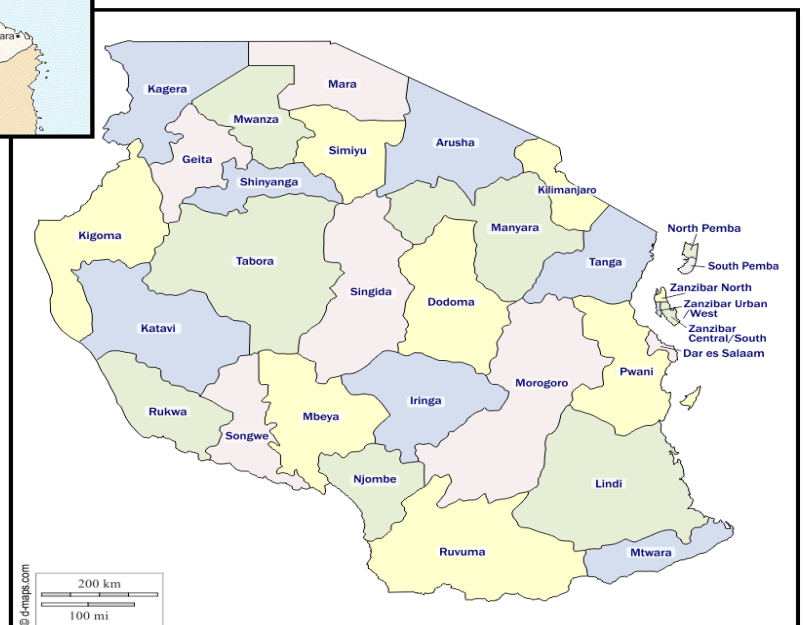 ara
Kagera
Mara
Mwanza
Simiyu
Arusha
Geita
Shinyanga
Kilimanjaro
Kigoma
Tabora
Manyara
North Pemba
South Pemba
Tanga
Singida
Dodoma
Zanzibar North
Zanzibar Urban
/West
Zanzibar
Central/South
Dar es Salaam
Katavi
Pwani
Morogoro
Rukwa
Songwe
Mbeya
Iringa
Njombe
Lindi
Ruvuma
Mtwara
© d-maps.com
200 km
100 mi